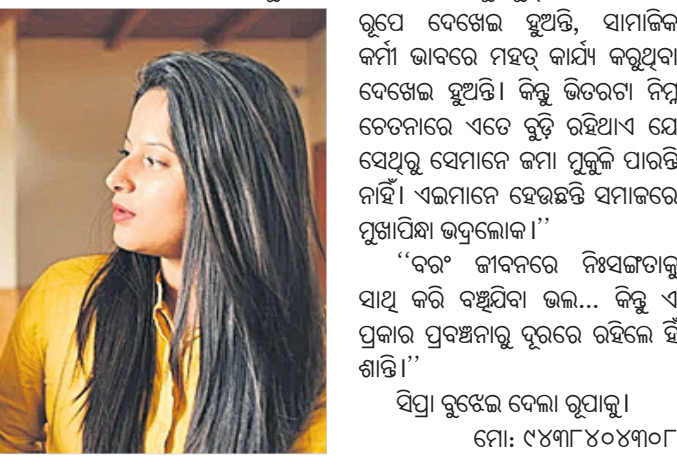 ରୂପେ ଦେଖେଇ ହୁଅନ୍ତି, ସାମାଜିକ
କର୍ମୀ ଭାବରେ ମହତ୍ କାର୍ଯ୍ୟ କରୁଥିବା
ଦେଖେଇ ହୁଅନ୍ତି। କିନ୍ତୁ ଭିତରଟା ନିମ୍ନ
ଚେତନାରେ ଏତେ ବୁଡ଼ି ରହିଥାଏ ଯେ
ସେଥିରୁ ସେମାନେ ଜମା ମୁକୁଳି ପାରନ୍ତି
ନାହିଁ। ଏଇମାନେ ହେଉଛନ୍ତି ସମାଜରେ
ମୁଖାପିନ୍ଧା ଭଦ୍ରଲୋକ।’’
‘‘ବରଂ ଜୀବନରେ ନିଃସଙ୍ଗତାକୁ
ସାଥି କରି ବଞ୍ଚିଯିବା ଭଲ... କିନ୍ତୁ ଏ
ପ୍ରକାର ପ୍ରବଞ୍ଚନାରୁ ଦୂରରେ ରହିଲେ ହିଁ
ଶାନ୍ତି।’’
ସିପ୍ରା ବୁଝେଇ ଦେଲା ରୂପାକୁ।
ମୋ: ୯୪୩୮୪୦୪୩୦୮